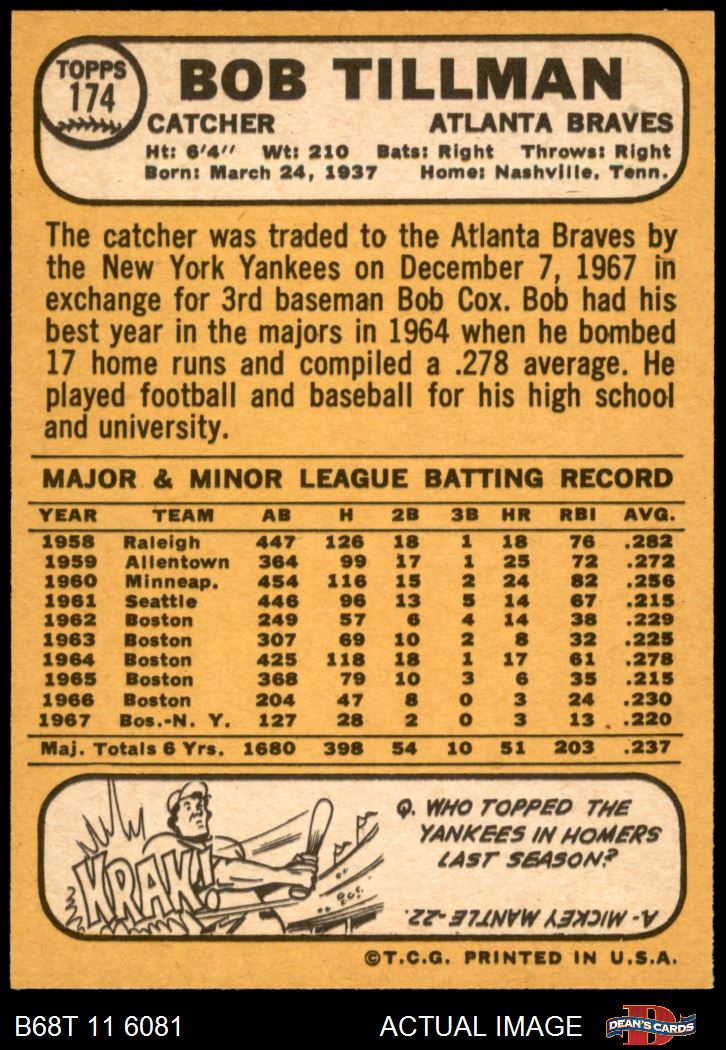 TOPPS
174
BOB TILLMAN
CATCHER ATLANTA BRAVES
Ht: 6'4" Wt: 210 Bats: Right Throws: Right
Born: March 24, 1937 Home: Nashville, Tenn.
The catcher was traded to the Atlanta Braves by
the New York Yankees on December 7, 1967 in
exchange for 3rd baseman Bob Cox. Bob had his
best year in the majors in 1964 when he bombed
17 home runs and compiled a .278 average. He
played football and baseball for his high school
and university.
MAJOR & MINOR LEAGUE BATTING RECORD
YEAR TEAM AB H 2B 3B HR RBI AVG.
1958 Raleigh 447 126 18 1 18 76 .282
1959 Allentown 364 99 17 1 25 72 .272
1960 Minneap. 454 116 15 2 24 82 .256
1961 Seattle 446 96 13 5 14 67 .215
1962 Boston 249 57 6 4 14 38 .229
1963 Boston 307 69 10 2 8 32 .225
1964 Boston 425 118 18 1 17 61 .278
1965 Boston 368 79 10 3 6 35 .215
1966 Boston 204 47 8 0 3 24 .230
1967 Bos.-N. Y. 127 28 2 0 3 13 .220
Maj. Totals 6 Yrs. 1680 398 54 10 51 203 .237
KRAK!
Q. WHO TOPPED THE
YANKEES IN HOMERS
LAST SEASON?
A- MICKEY MANTLE-22.
©T.C.G. PRINTED IN U.S.A.
B68T 11 6081 ACTUAL IMAGE
D
DEAN'S CARDS